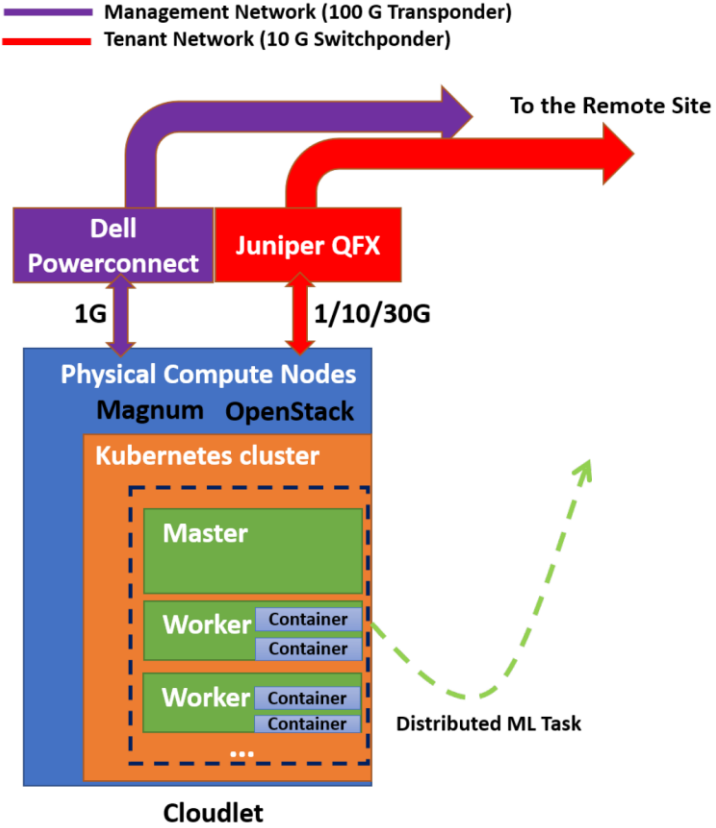 Management Network (100 G Transponder)
Tenant Network (10 G Switchponder)
To the Remote Site
Dell
Powerconnect
Juniper QFX
1G
1/10/30G
Physical Compute Nodes
Magnum OpenStack
Kubernetes cluster
Master
Worker
Container
Container
Worker
Container
Container
...
Distributed ML Task
Cloudlet